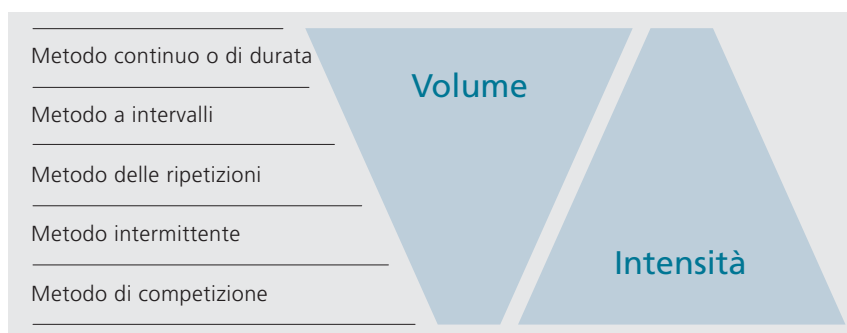 Metodo continuo o di durata
Volume
Metodo a intervalli
Metodo delle ripetizioni
Metodo intermittente
Intensità
Metodo di competizione